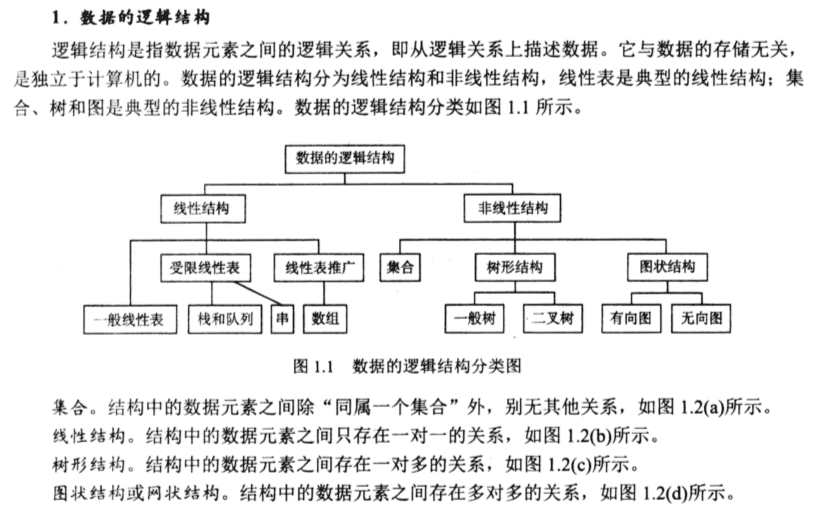 1．数据的逻辑结构
逻辑结构是指数据元素之间的逻辑关系，即从逻辑关系上描述数据。它与数据的存储无关，
是独立于计算机的。数据的逻辑结构分为线性结构和非线性结构，线性表是典型的线性结构；集
合、树和图是典型的非线性结构。数据的逻辑结构分类如图 1.1 所示。
数据的逻辑结构
线性结构 非线性结构
受限线性表 线性表推广 集合 树形结构 图状结构
一般线性表 栈和队列 串 数组 一般树 二叉树 有向图 无向图
图 1.1 数据的逻辑结构分类图
集合。结构中的数据元素之间除“同属一个集合”外，别无其他关系，如图 1.2(a)所示。
线性结构。结构中的数据元素之间只存在一对一的关系，如图 1.2(b)所示。
树形结构。结构中的数据元素之间存在一对多的关系，如图 1.2(c)所示。
图状结构或网状结构。结构中的数据元素之间存在多对多的关系，如图 1.2(d)所示。